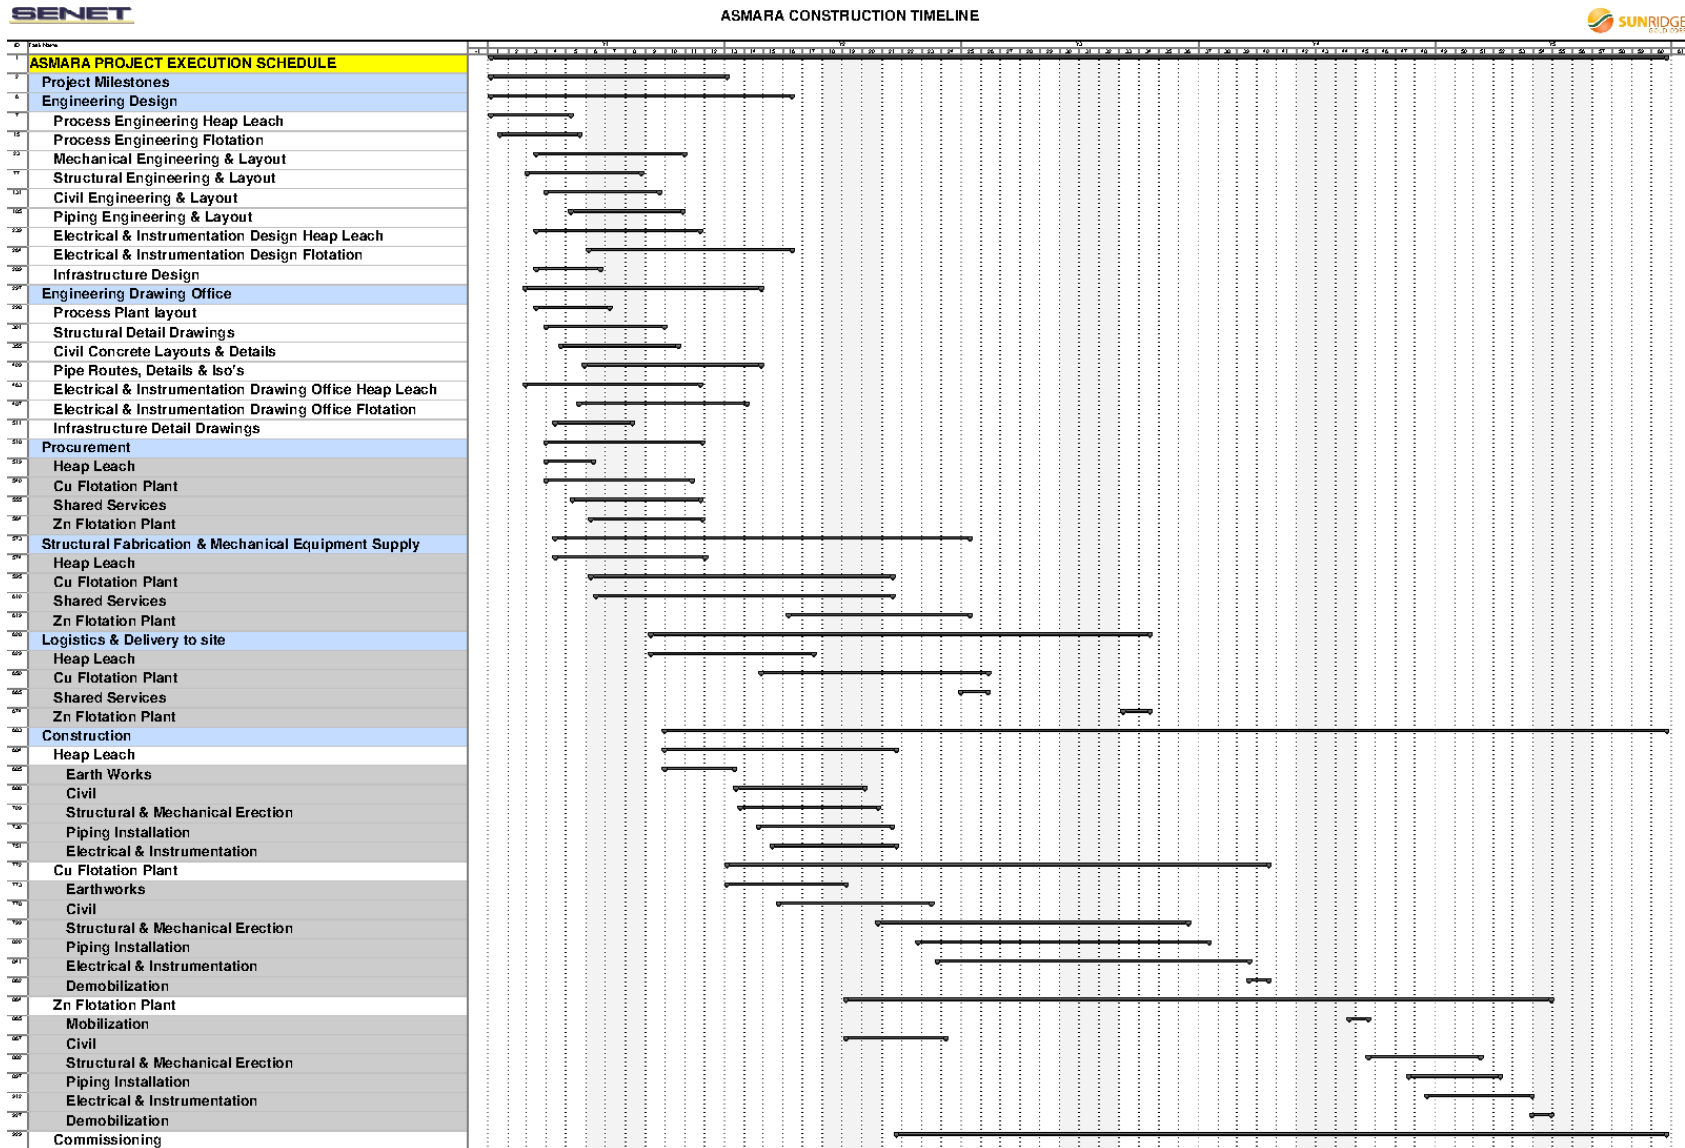 SENET
ASMARA CONSTRUCTION TIMELINE
SUNRIDGE
GOLD CORP
ID Task Name
ASMARA PROJECT EXECUTION SCHEDULE
Project Milestones
Engineering Design
Process Engineering Heap Leach
Process Engineering Flotation
Mechanical Engineering & Layout
Structural Engineering & Layout
Civil Engineering & Layout
Piping Engineering & Layout
Electrical & Instrumentation Design Heap Leach
Electrical & Instrumentation Design Flotation
Infrastructure Design
Engineering Drawing Office
Process Plant layout
Structural Detail Drawings
Civil Concrete Layouts & Details
Pipe Routes, Details & Iso's
Electrical & Instrumentation Drawing Office Heap Leach
Electrical & Instrumentation Drawing Office Flotation
Infrastructure Detail Drawings
Procurement
Heap Leach
Cu Flotation Plant
Shared Services
Zn Flotation Plant
Structural Fabrication & Mechanical Equipment Supply
Heap Leach
Cu Flotation Plant
Shared Services
Zn Flotation Plant
Logistics & Delivery to site
Heap Leach
Cu Flotation Plant
Shared Services
Zn Flotation Plant
Construction
Heap Leach
Earth Works
Civil
Structural & Mechanical Erection
Piping Installation
Electrical & Instrumentation
Cu Flotation Plant
Earthworks
Civil
Structural & Mechanical Erection
Piping Installation
Electrical & Instrumentation
Demobilization
Zn Flotation Plant
Mobilization
Civil
Structural & Mechanical Erection
Piping Installation
Electrical & Instrumentation
Demobilization
Commissioning